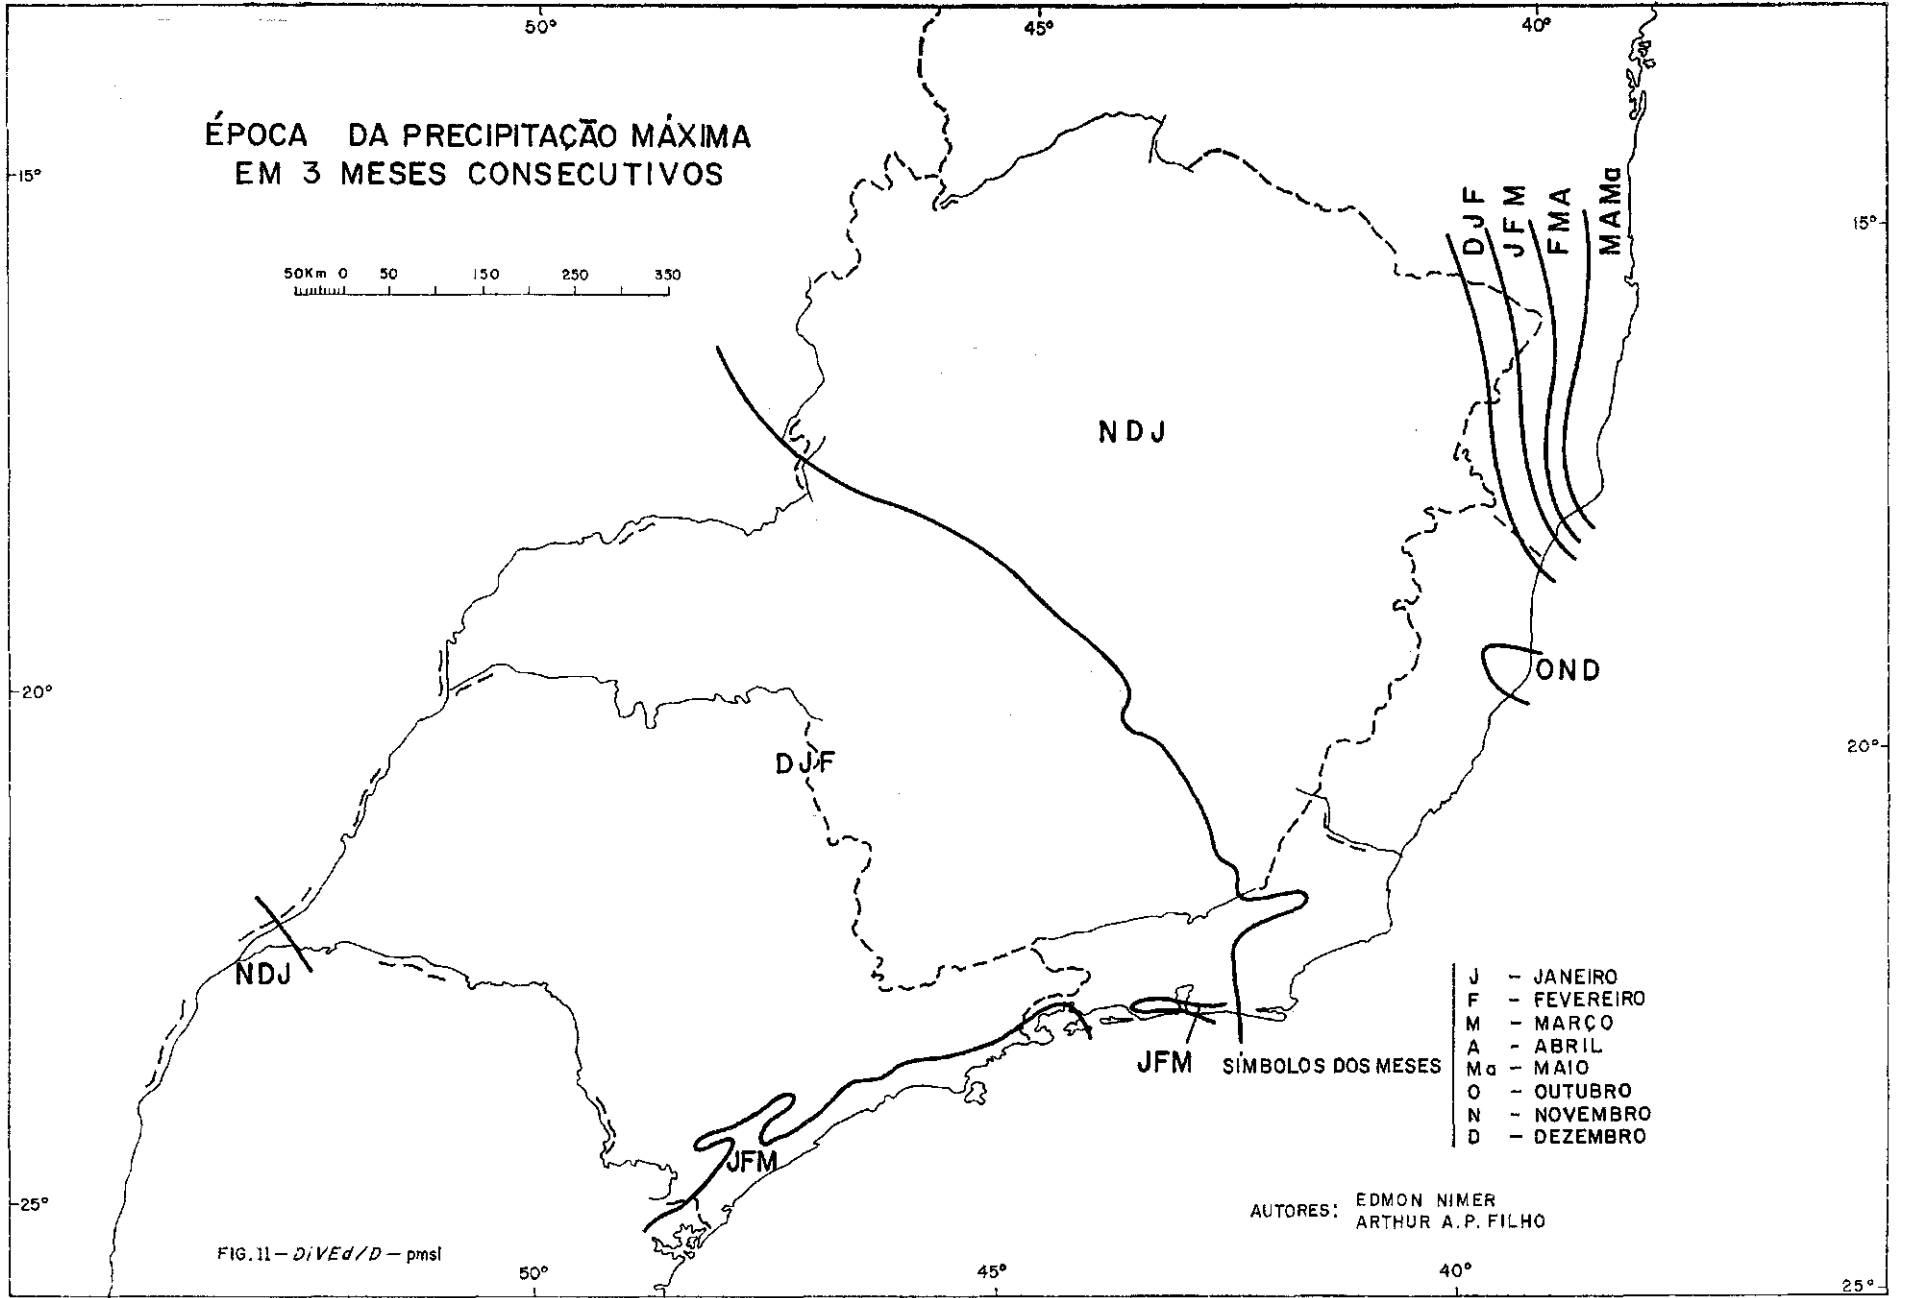 50° 45° 40°
ÉPOCA DA PRECIPITAÇÃO MÁXIMA
EM 3 MESES CONSECUTIVOS
15°
15°
DJF
JFM
FMA
MAMa
50Km 0 50 150 250 350
NDJ
OND
20°
20°
DJF
NDJ
JFM
JFM
SÍMBOLOS DOS MESES
J - JANEIRO
F - FEVEREIRO
M - MARÇO
A - ABRIL
Ma - MAIO
O - OUTUBRO
N - NOVEMBRO
D - DEZEMBRO
25°
AUTORES: EDMON NIMER
ARTHUR A.P. FILHO
FIG.11-DiVEd/D-pmsl
50° 45° 40°
25°